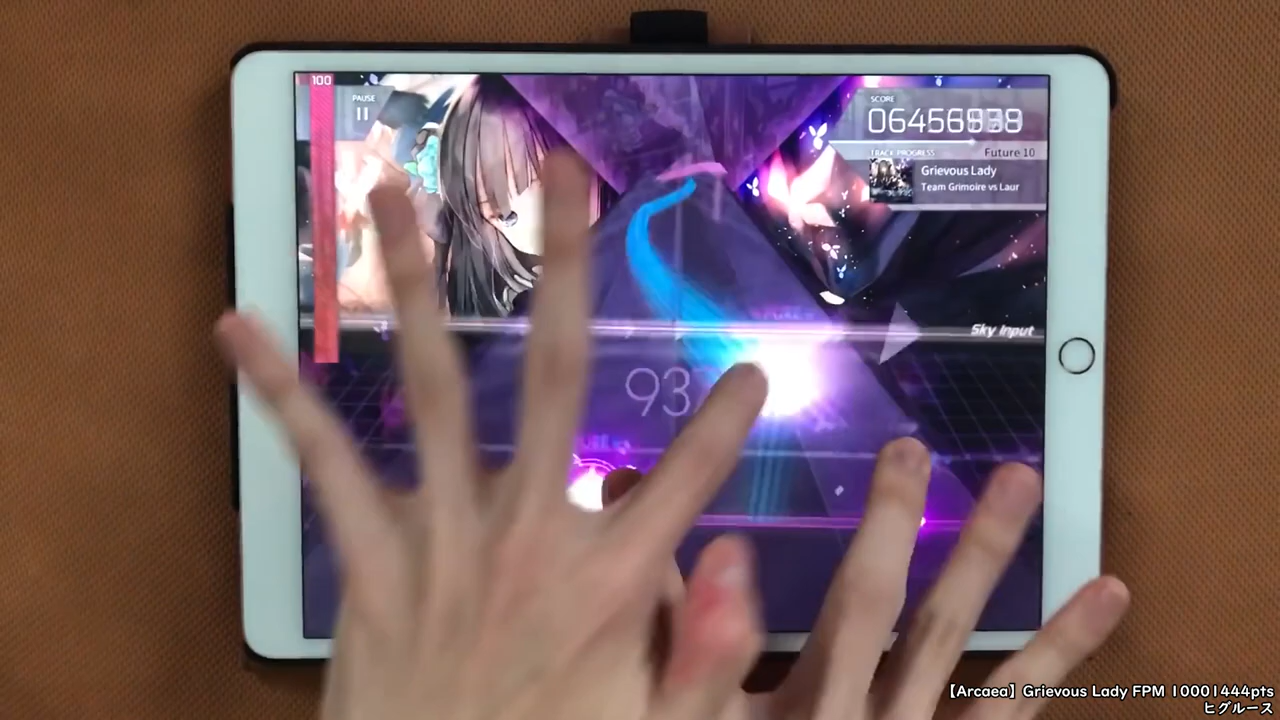 100
PAUSE
SCORE
TRACK PROGRESS
Future 10
Grievous Lady
Team Grimoire vs Laur
Sky Input
93
【Arcaea】Grievous Lady FPM 10001444pts
ヒグルース